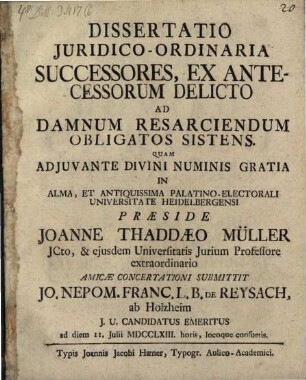 20
DISSERTATIO
JURIDICO-ORDINARIA
SUCCESSORES, EX ANTE-
CESSORUM DELICTO
AD
DAMNUM RESARCIENDUM
OBLIGATOS SISTENS.
QUAM
ADJUVANTE DIVINI NUMINIS GRATIA
IN
ALMA, ET ANTIQUISSIMA PALATINO-ELECTORALI
UNIVERSITATE HEIDELBERGENSI
PRÆSIDE
JOANNE THADDÆO MÜLLER
JCto, & ejusdem Universitatis Jurium Professore
extraordinario
AMICÆ CONCERTATIONI SUBMITTIT
JO. NEPOM. FRANC. L. B. DE REYSACH,
ab Holzheim
J. U. CANDIDATUS EMERITUS
ad diem 11. Julii MDCCLXIII. horis, locoque consuetis.
Typis Joannis Jacobi Hæner, Typogr. Aulico-Academici.